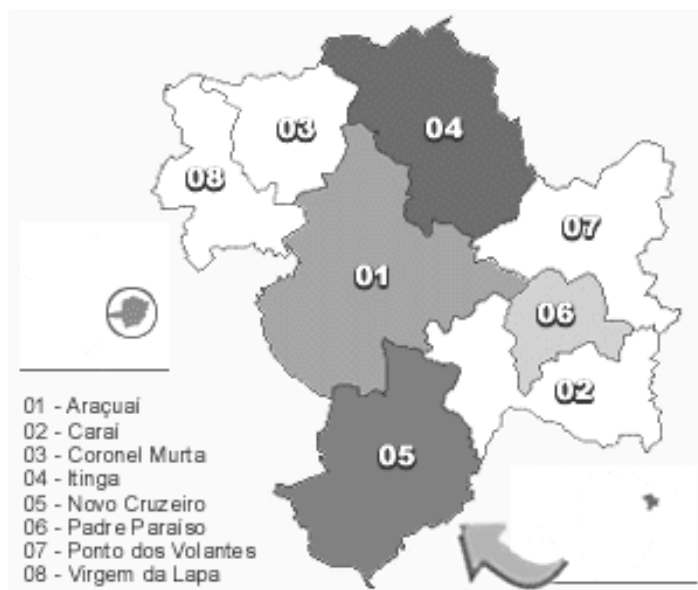 03
04
08
07
01
06
02
05
01 - Araçuaí
02 - Caraí
03 - Coronel Murta
04 - Itinga
05 - Novo Cruzeiro
06 - Padre Paraíso
07 - Ponto dos Volantes
08 - Virgem da Lapa